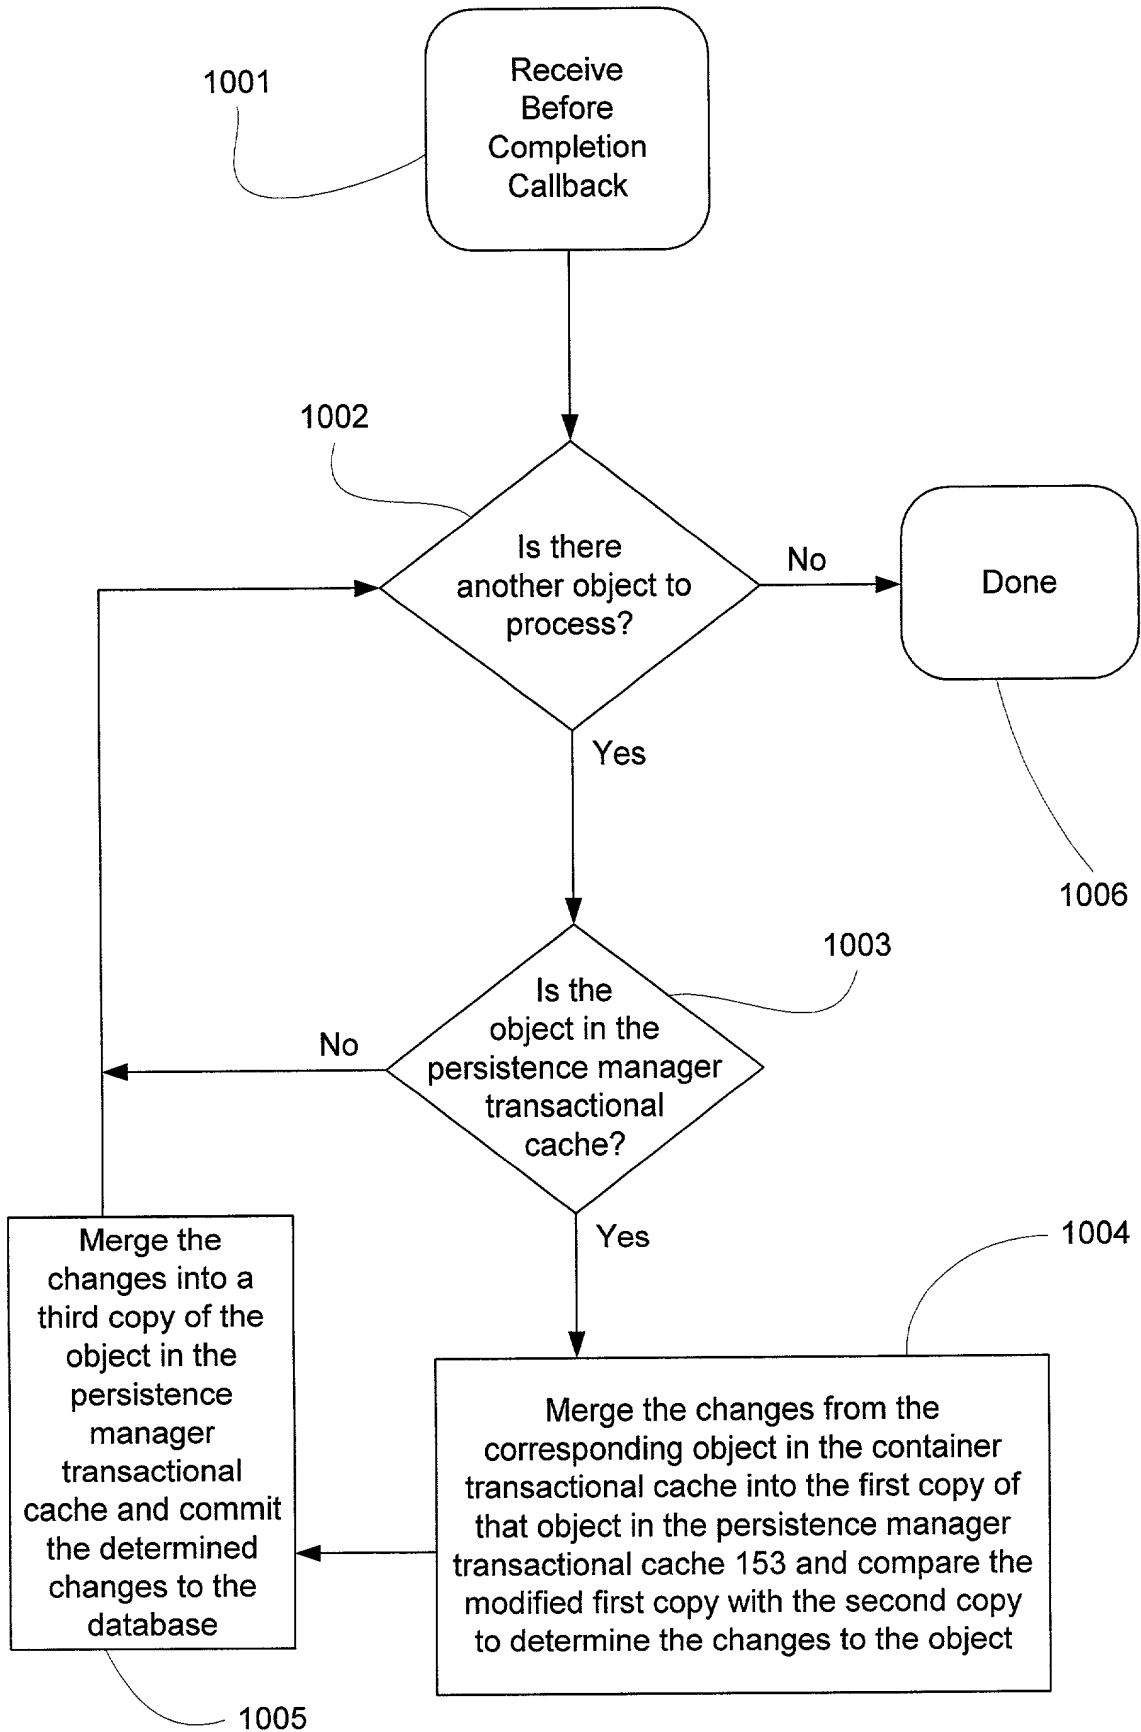 1001
Receive
Before
Completion
Callback
1002
Is there
another object to
process?
No
Done
Yes
1006
1003
Is the
object in the
persistence manager
transactional
cache?
No
Yes
1004
Merge the
changes into a
third copy of the
object in the
persistence
manager
transactional
cache and commit
the determined
changes to the
database
Merge the changes from the
corresponding object in the container
transactional cache into the first copy of
that object in the persistence manager
transactional cache 153 and compare the
modified first copy with the second copy
to determine the changes to the object
1005